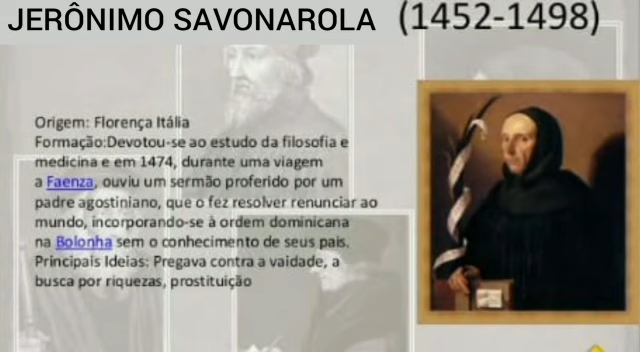 JERÔNIMO SAVONAROLA (1452-1498)
Origem: Florença Itália
Formação:Devotou-se ao estudo da filosofia e
medicina e em 1474, durante uma viagem
a Faenza, ouviu um sermão proferido por um
padre agostiniano, que o fez resolver renunciar ao
mundo, incorporando-se à ordem dominicana
na Bolonha sem o conhecimento de seus pais.
Principais Ideias: Pregava contra a vaidade, a
busca por riquezas, prostituição